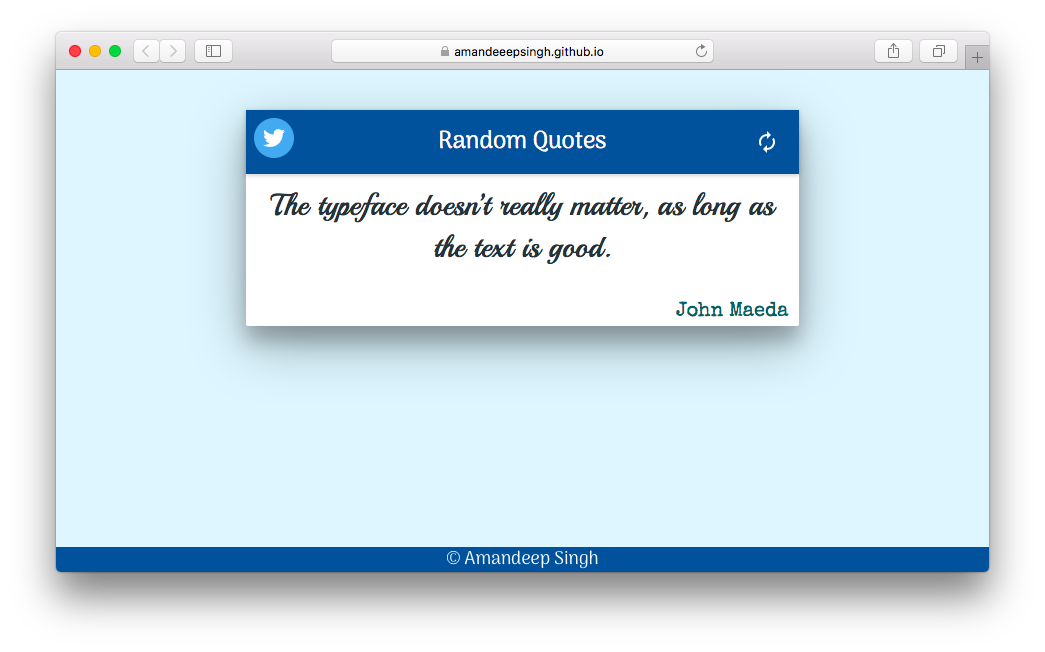 amandeeepsingh.github.io
Random Quotes
The typeface doesn't really matter, as long as
the text is good.
John Maeda
© Amandeep Singh